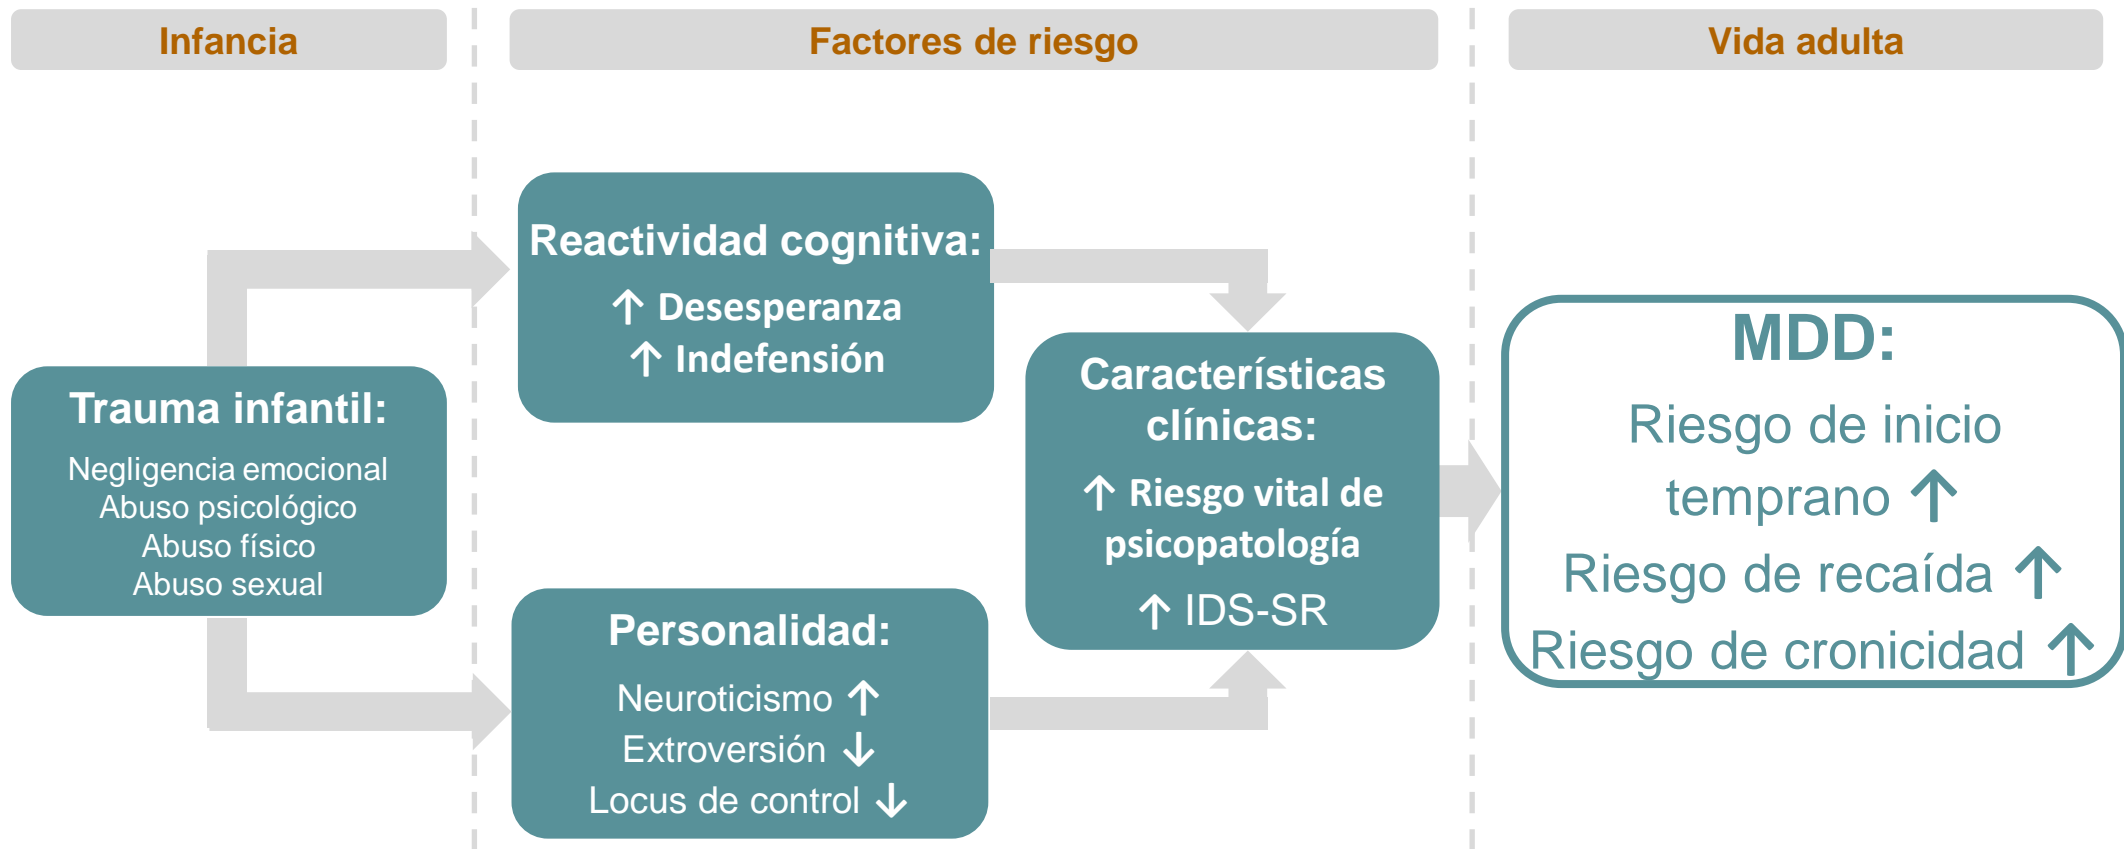 Infancia
Factores de riesgo
Vida adulta
Trauma infantil:
Negligencia emocional
Abuso psicológico
Abuso físico
Abuso sexual
Reactividad cognitiva:
↑ Desesperanza
↑ Indefensión
Personalidad:
Neuroticismo ↑
Extroversión ↓
Locus de control ↓
Características
clínicas:
↑ Riesgo vital de
psicopatología
↑ IDS-SR
MDD:
Riesgo de inicio
temprano ↑
Riesgo de recaída ↑
Riesgo de cronicidad ↑